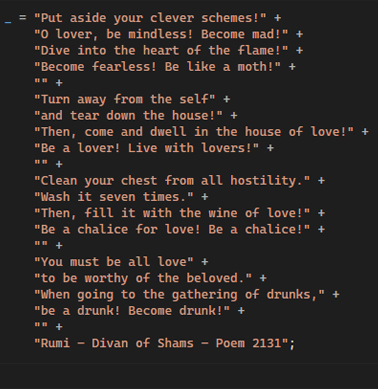 _ = "Put aside your clever schemes!" +
"O lover, be mindless! Become mad!" +
"Dive into the heart of the flame!" +
"Become fearless! Be like a moth!" +
"" +
"Turn away from the self" +
"and tear down the house!" +
"Then, come and dwell in the house of love!" +
"Be a lover! Live with lovers!" +
"" +
"Clean your chest from all hostility." +
"Wash it seven times." +
"Then, fill it with the wine of love!" +
"Be a chalice for love! Be a chalice!" +
"" +
"You must be all love" +
"to be worthy of the beloved." +
"When going to the gathering of drunks," +
"be a drunk! Become drunk!" +
"" +
"Rumi – Divan of Shams – Poem 2131";